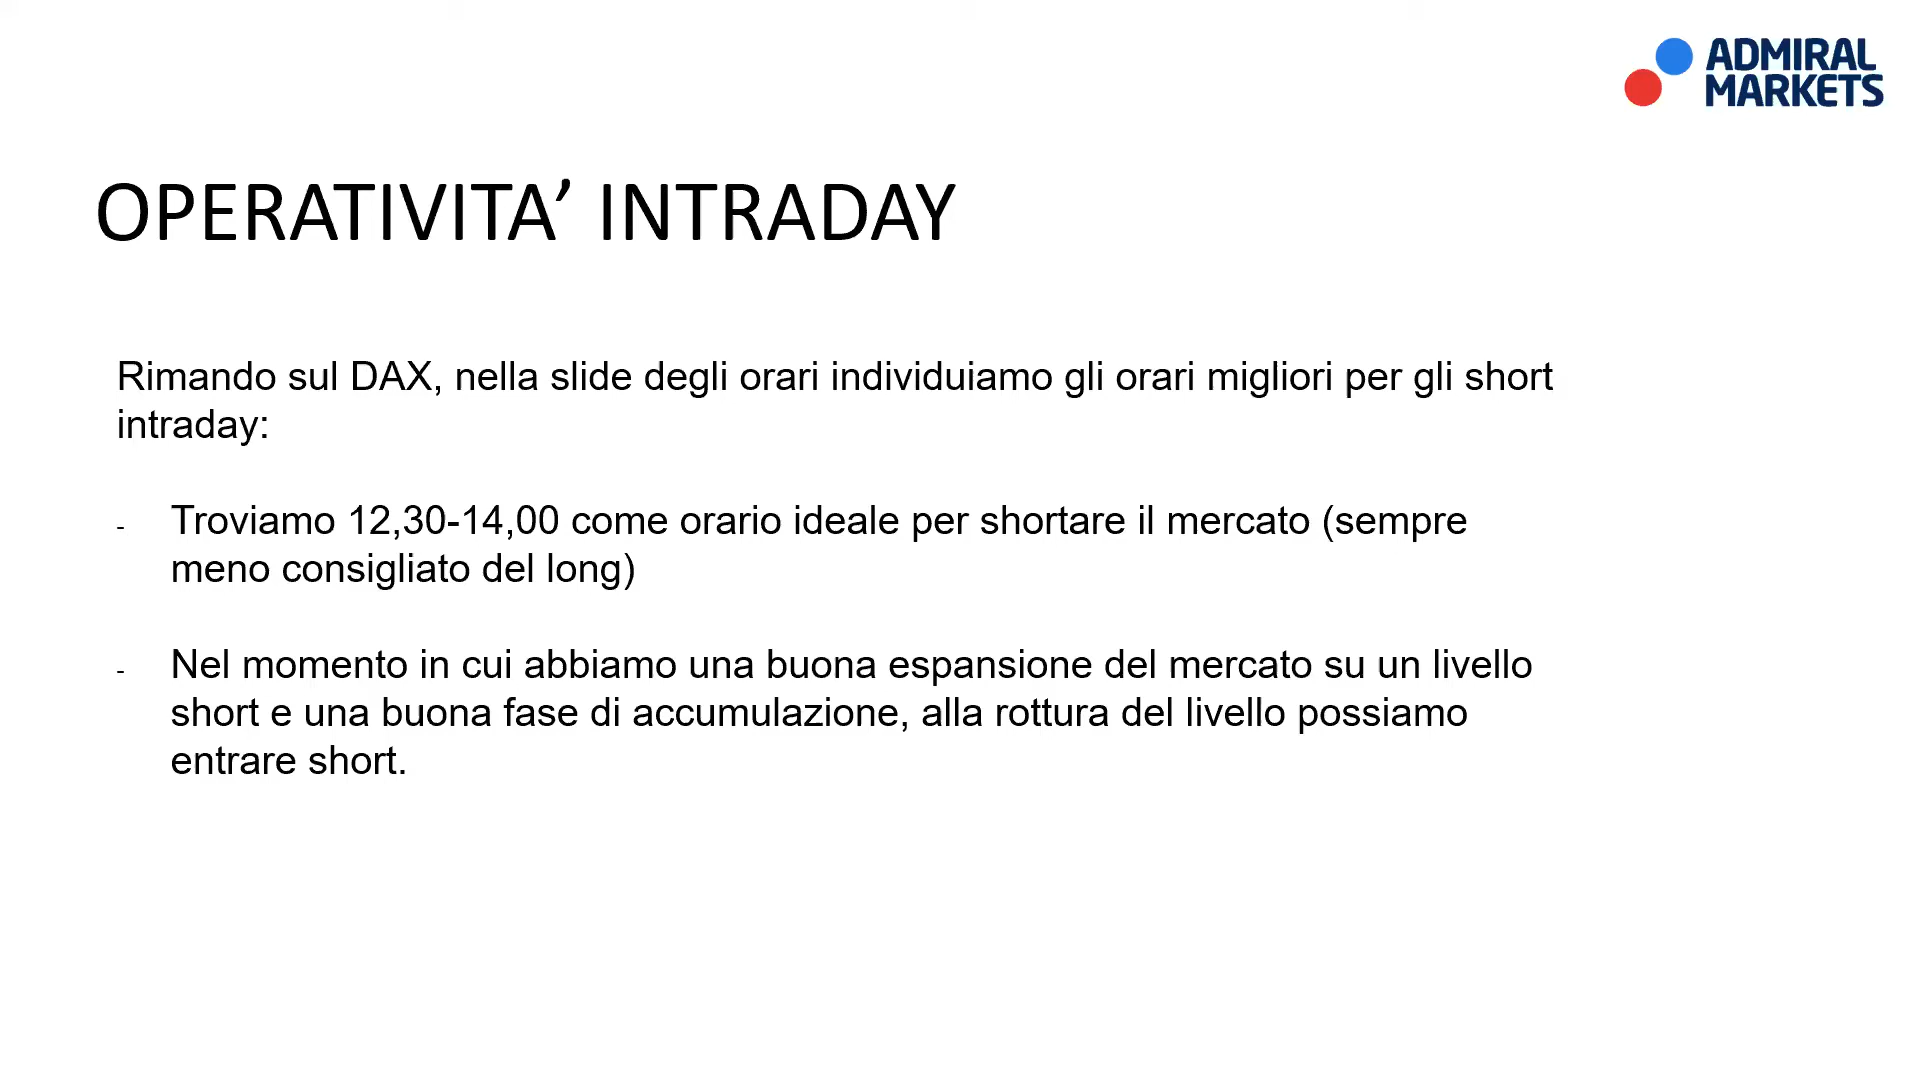 ADMIRAL
MARKETS
OPERATIVITA’ INTRADAY
Rimando sul DAX, nella slide degli orari individuiamo gli orari migliori per gli short
intraday:
- Troviamo 12,30-14,00 come orario ideale per shortare il mercato (sempre
meno consigliato del long)
- Nel momento in cui abbiamo una buona espansione del mercato su un livello
short e una buona fase di accumulazione, alla rottura del livello possiamo
entrare short.